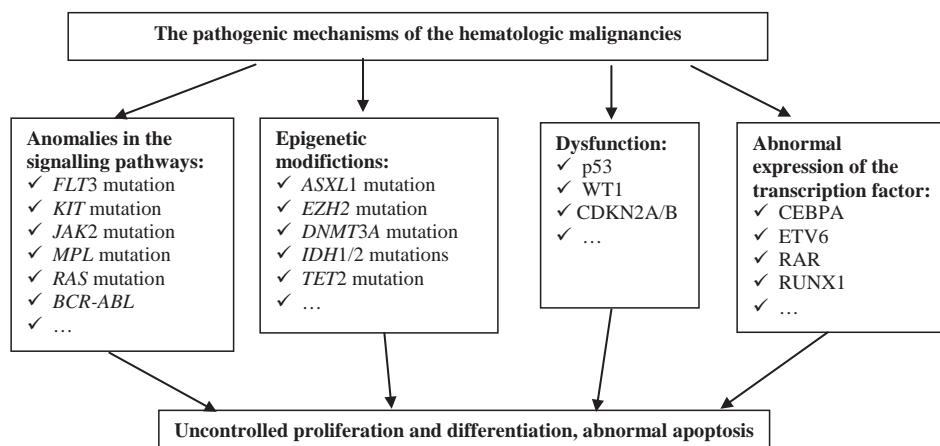 The pathogenic mechanisms of the hematologic malignancies
Anomalies in the
signalling pathways:
✓ FLT3 mutation
✓ KIT mutation
✓ JAK2 mutation
✓ MPL mutation
✓ RAS mutation
✓ BCR-ABL
✓ …
Epigenetic
modifictions:
✓ ASXL1 mutation
✓ EZH2 mutation
✓ DNMT3A mutation
✓ IDH1/2 mutations
✓ TET2 mutation
✓ …
Dysfunction:
✓ p53
✓ WT1
✓ CDKN2A/B
✓ …
Abnormal
expression of the
transcription factor:
✓ CEBPA
✓ ETV6
✓ RAR
✓ RUNX1
✓ …
Uncontrolled proliferation and differentiation, abnormal apoptosis